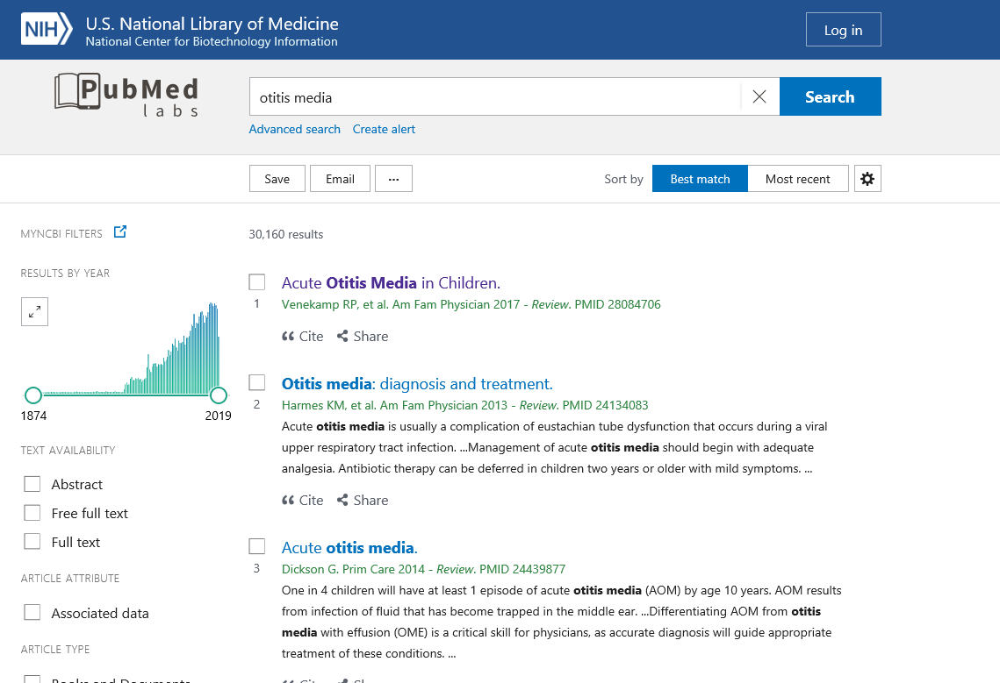 NIH
U.S. National Library of Medicine
National Center for Biotechnology Information
Log in
PubMed
labs
otitis media
Search
Advanced search Create alert
Save Email ... Sort by Best match Most recent
MYNCBI FILTERS
30,160 results
RESULTS BY YEAR
1874 2019
TEXT AVAILABILITY
Abstract
Free full text
Full text
ARTICLE ATTRIBUTE
Associated data
ARTICLE TYPE
Books and Documents
Acute Otitis Media in Children.
1 Venekamp RP, et al. Am Fam Physician 2017 - Review. PMID 28084706
Cite Share
Otitis media: diagnosis and treatment.
2 Harmes KM, et al. Am Fam Physician 2013 - Review. PMID 24134083
Acute otitis media is usually a complication of eustachian tube dysfunction that occurs during a viral
upper respiratory tract infection. ...Management of acute otitis media should begin with adequate
analgesia. Antibiotic therapy can be deferred in children two years or older with mild symptoms. ...
Cite Share
Acute otitis media.
3 Dickson G. Prim Care 2014 - Review. PMID 24439877
One in 4 children will have at least 1 episode of acute otitis media (AOM) by age 10 years. AOM results
from infection of fluid that has become trapped in the middle ear. ...Differentiating AOM from otitis
media with effusion (OME) is a critical skill for physicians, as accurate diagnosis will guide appropriate
treatment of these conditions. ...
Cite Share